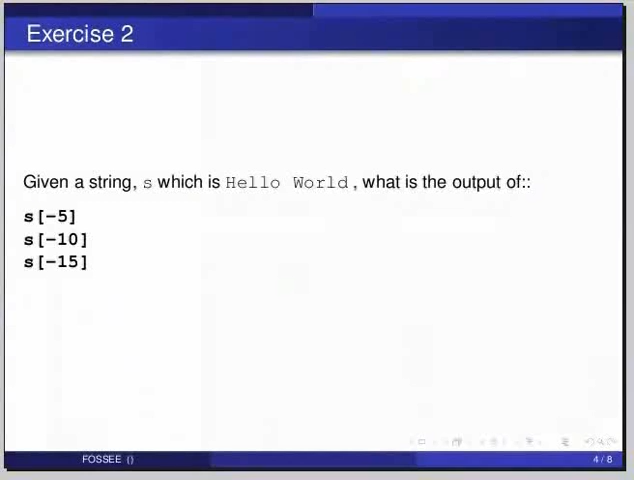 Exercise 2
Given a string, s which is Hello World, what is the output of::
s[-5]
s[-10]
s[-15]
FOSSEE () 4 / 8